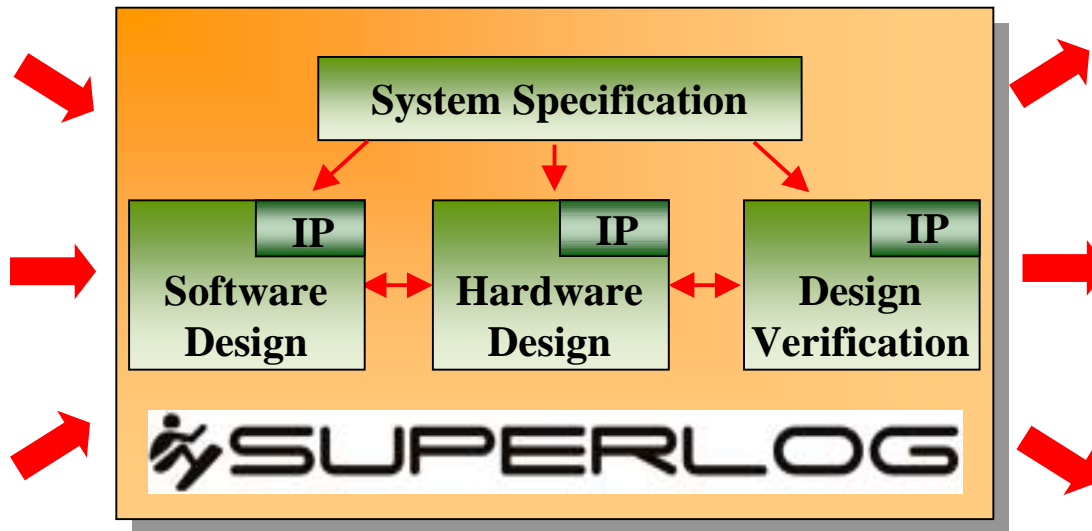 System Specification
IP
Software
Design
IP
Hardware
Design
IP
Design
Verification
SUPERLOG